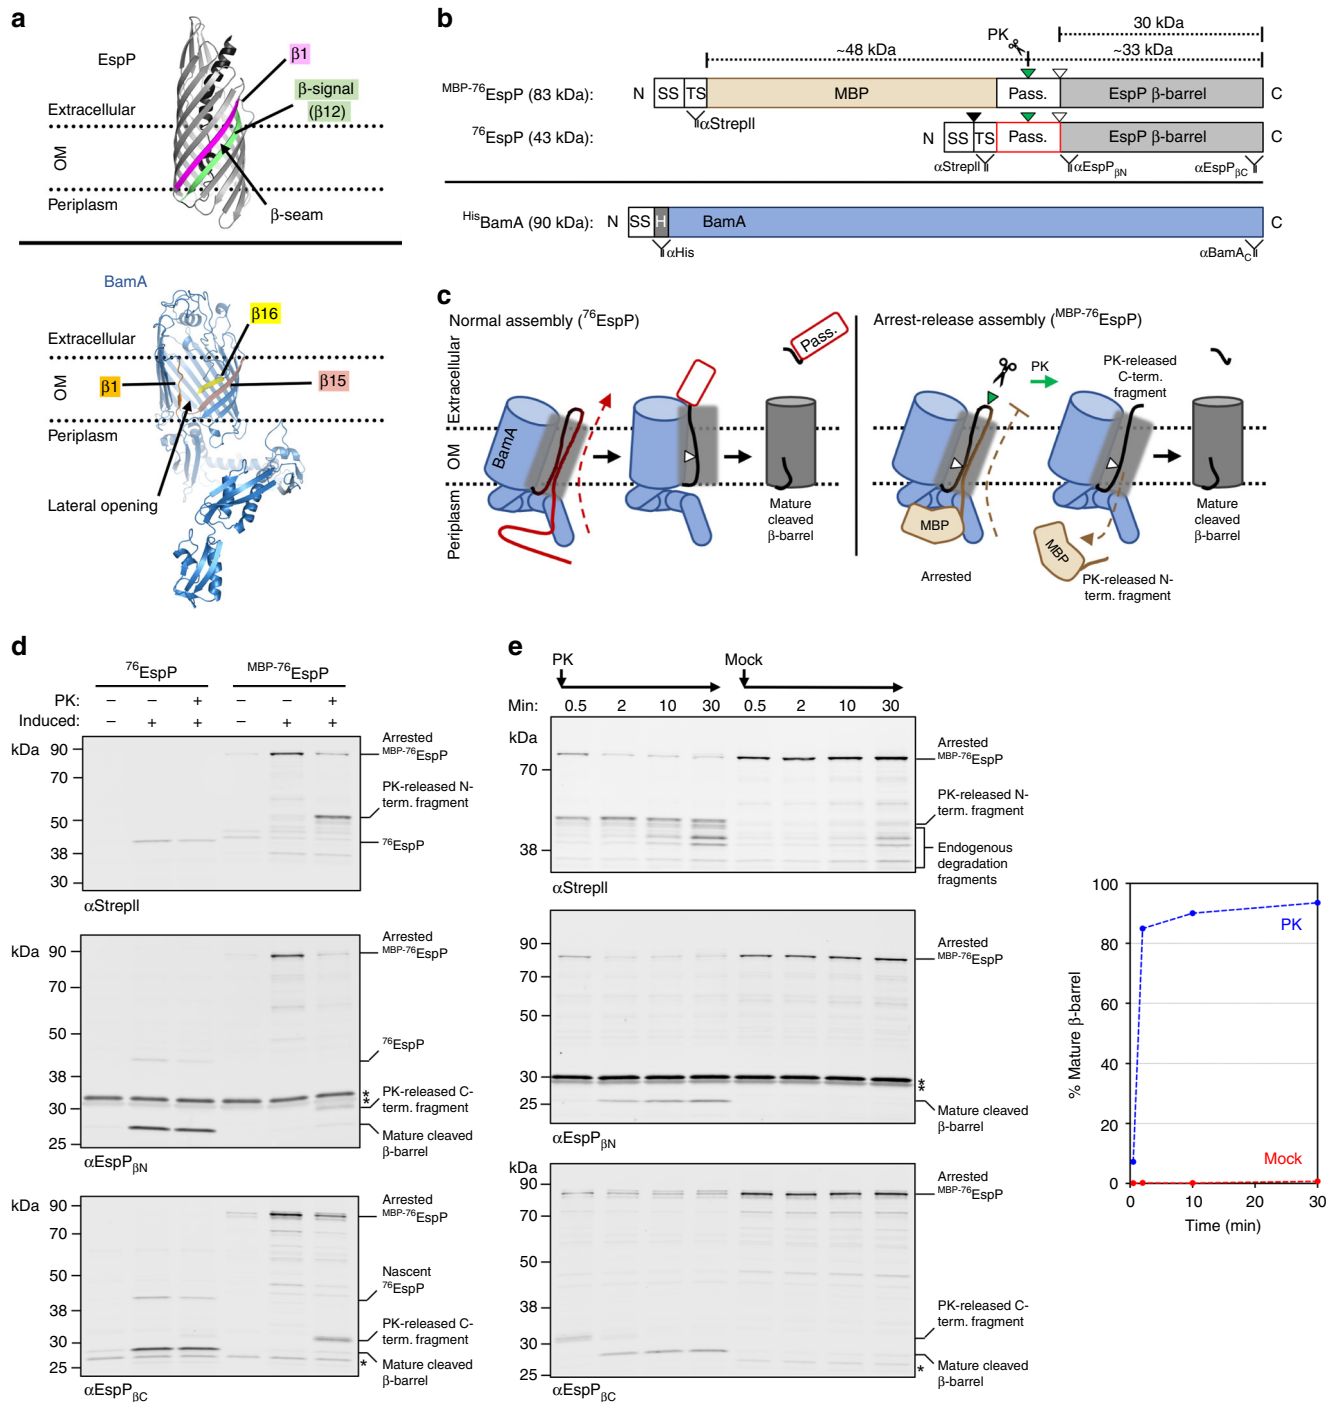 a
EspP
β1
β-signal
(β12)
Extracellular
OM
Periplasm
β-seam
BamA
β16
Extracellular
OM
β1
β15
Periplasm
Lateral opening
b
30 kDa
PK
~48 kDa
~33 kDa
MBP-76EspP (83 kDa):
N
SS
TS
MBP
Pass.
EspP β-barrel
C
αStrepII
76EspP (43 kDa):
N
SS
TS
Pass.
EspP β-barrel
C
αStrepII
αEspPβN
αEspPβC
HisBamA (90 kDa):
N
SS
H
BamA
C
αHis
αBamAC
c
Normal assembly (76EspP)
Extracellular
OM
Periplasm
BamA
Pass.
Pass.
Mature
cleaved
β-barrel
Arrest-release assembly (MBP-76EspP)
PK
PK-released
C-term.
fragment
MBP
Arrested
MBP
PK-released N-
term. fragment
Mature
cleaved
β-barrel
d
76EspP
MBP-76EspP
PK: – – + – – +
Induced: – + + – + +
kDa
90
70
50
38
30
Arrested
MBP-76EspP
PK-released N-
term. fragment
76EspP
αStrepII
kDa
90
70
50
38
30
25
Arrested
MBP-76EspP
76EspP
*
*
PK-released C-
term. fragment
Mature cleaved
β-barrel
αEspPβN
kDa
90
70
50
38
30
25
Arrested
MBP-76EspP
Nascent
76EspP
PK-released C-
term. fragment
Mature cleaved
β-barrel
*
αEspPβC
e
PK
Mock
Min: 0.5 2 10 30 0.5 2 10 30
kDa
70
38
Arrested
MBP-76EspP
PK-released N-
term. fragment
Endogenous
degradation
fragments
αStrepII
90
70
50
30
25
Arrested
MBP-76EspP
*
*
Mature cleaved
β-barrel
αEspPβN
kDa
90
70
50
38
30
25
Arrested
MBP-76EspP
PK-released C-
term. fragment
Mature cleaved
β-barrel
*
αEspPβC
% Mature β-barrel
100
80
60
40
20
0
PK
Mock
0 10 20 30
Time (min)